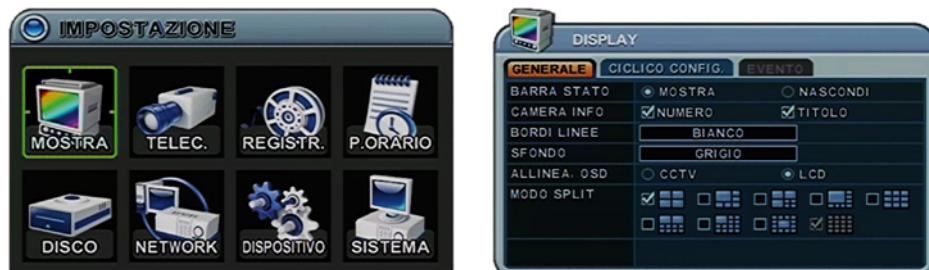 IMPOSTAZIONE
MOSTRA TELEC. REGISTR. P.ORARIO
DISCO NETWORK DISPOSITIVO SISTEMA
DISPLAY
GENERALE CICLICO CONFIG. EVENTO
BARRA STATO MOSTRA NASCONDI
CAMERA INFO NUMERO TITOLO
BORDI LINEE BIANCO
SFONDO GRIGIO
ALLINEA. OSD CCTV LCD
MODO SPLIT